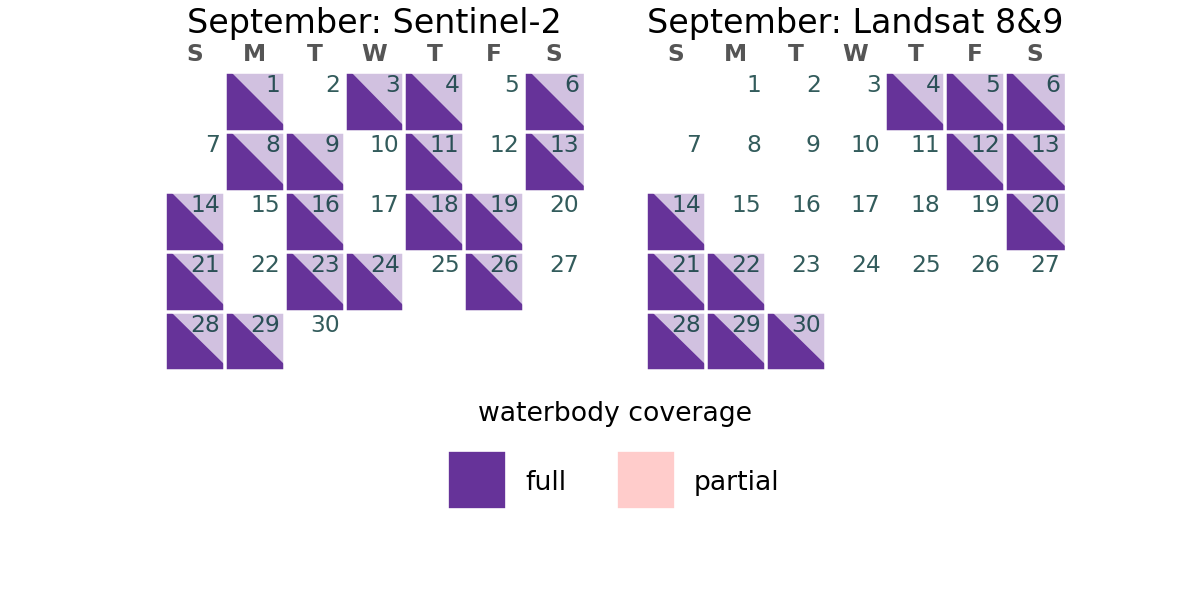 September: Sentinel-2
S M T W T F S
1 2 3 4 5 6
7 8 9 10 11 12 13
14 15 16 17 18 19 20
21 22 23 24 25 26 27
28 29 30
September: Landsat 8&9
S M T W T F S
1 2 3 4 5 6
7 8 9 10 11 12 13
14 15 16 17 18 19 20
21 22 23 24 25 26 27
28 29 30
waterbody coverage
full partial